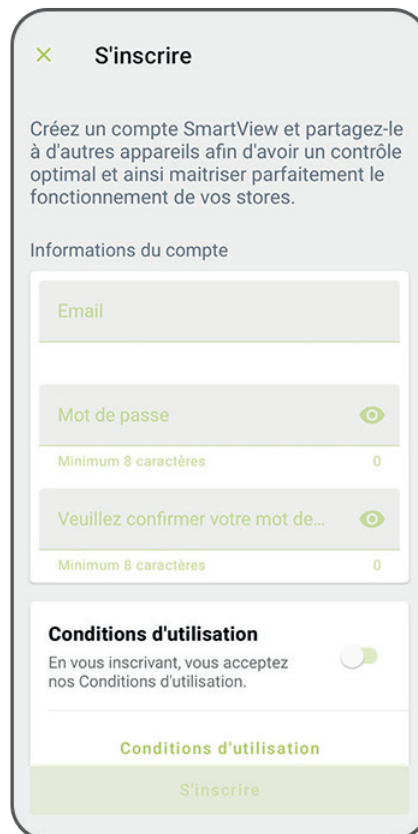 S'inscrire
Créez un compte SmartView et partagez-le
à d'autres appareils afin d'avoir un contrôle
optimal et ainsi maitriser parfaitement le
fonctionnement de vos stores.
Informations du compte
Email
Mot de passe
Minimum 8 caractères 0
Veuillez confirmer votre mot de...
Minimum 8 caractères 0
Conditions d'utilisation
En vous inscrivant, vous acceptez
nos Conditions d'utilisation.
Conditions d'utilisation
S'inscrire